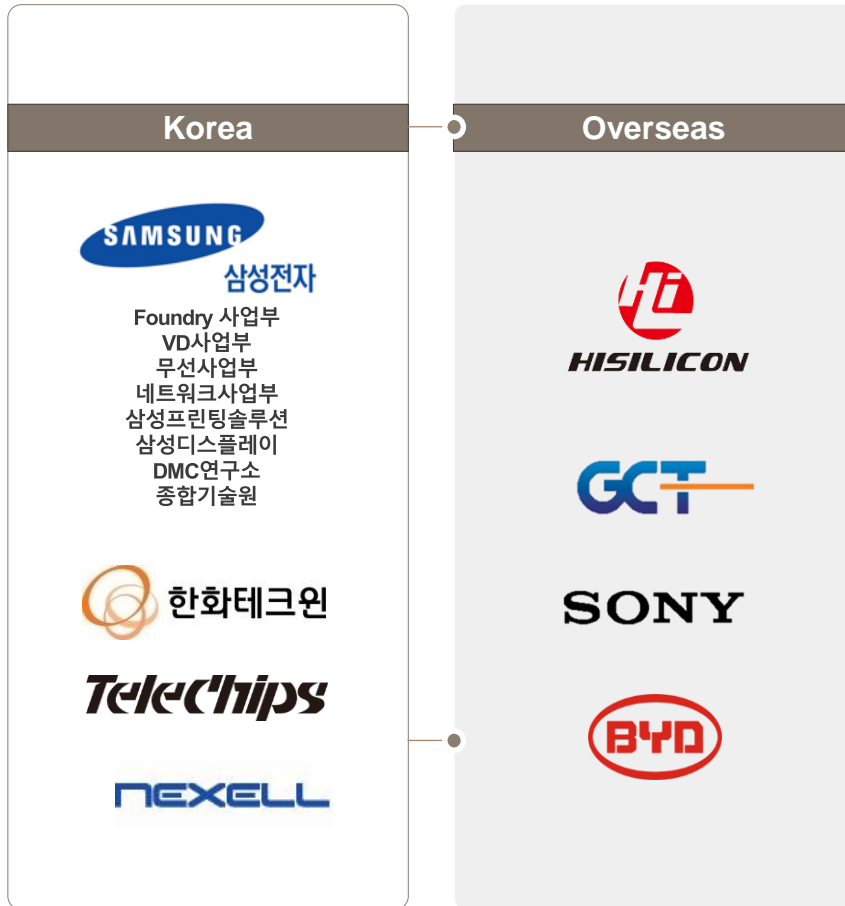 Korea
SAMSUNG
삼성전자
Foundry 사업부
VD사업부
무선사업부
네트워크사업부
삼성프린팅솔루션
삼성디스플레이
DMC연구소
종합기술원
한화테크윈
Telechips
NEXELL
Overseas
Hi
HISILICON
GCT
SONY
BYD